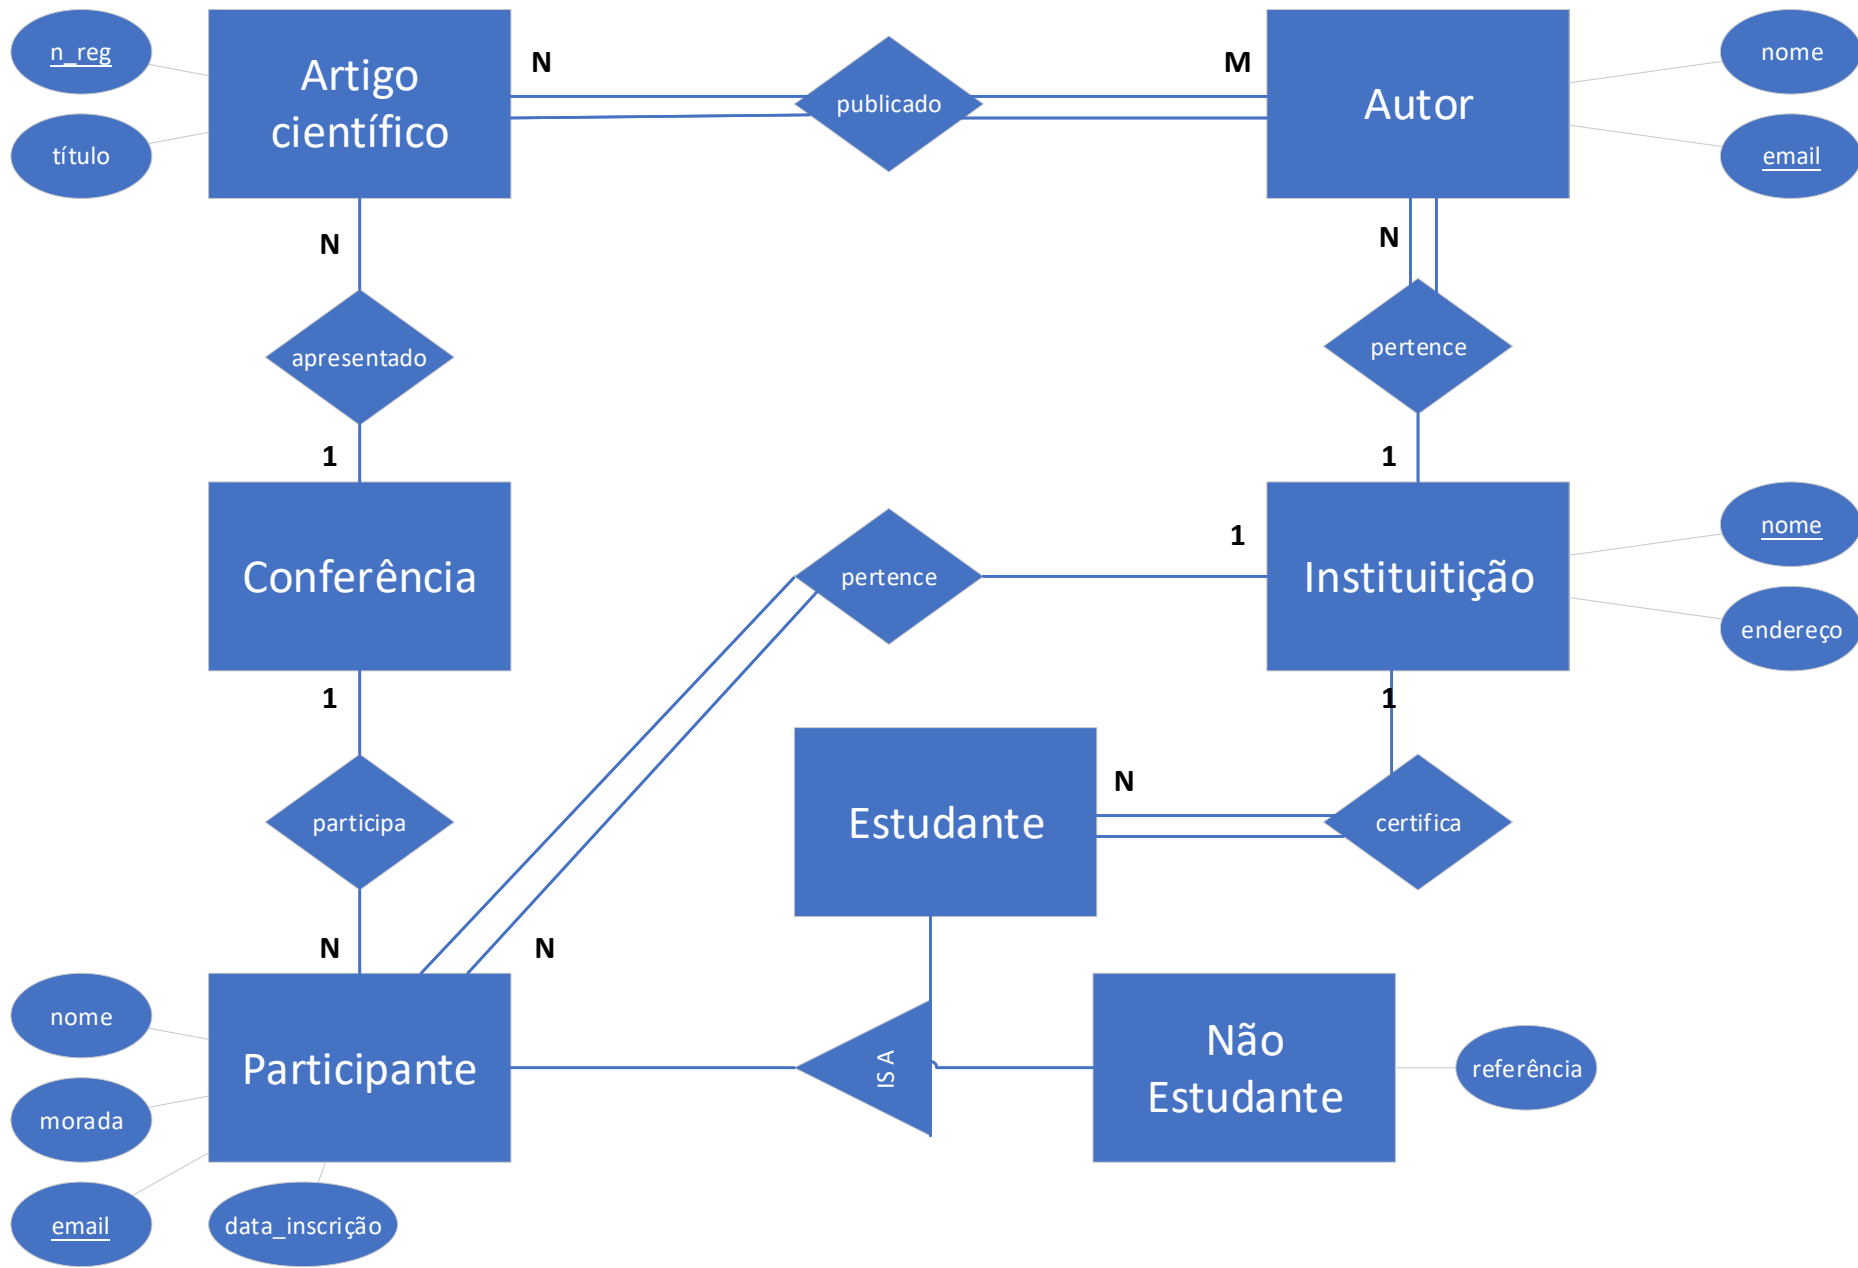 n_reg
título
Artigo
científico
N
publicado
M
Autor
nome
email
N
apresentado
1
N
pertence
1
Conferência
pertence
1
Instituitição
nome
endereço
1
participa
N
1
Estudante
N
certifica
N
nome
morada
email
data_inscrição
Participante
IS A
Não
Estudante
referência